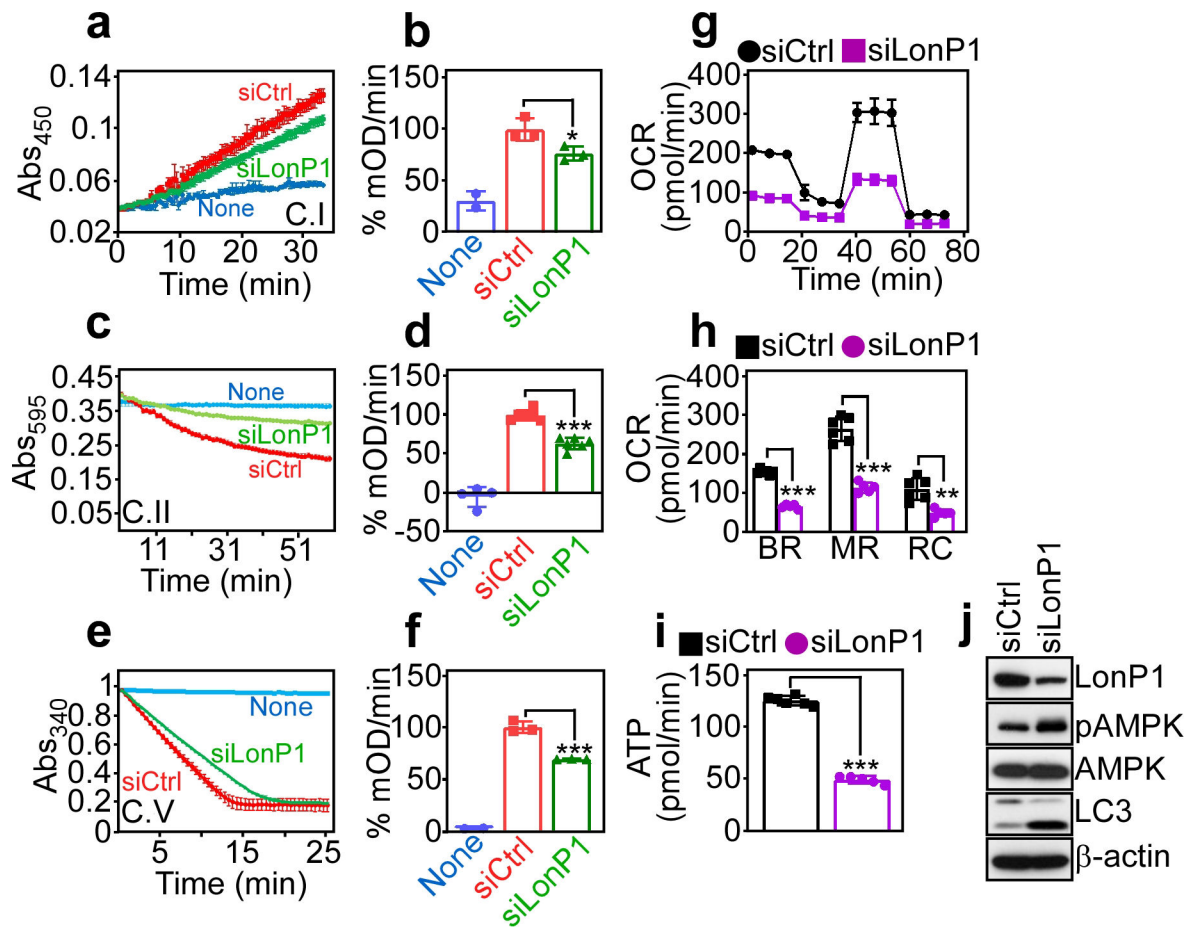 a
0.14
0.1
0.06
0.02
Abs450
siCtrl
siLonP1
None
C.I
0 10 20 30
Time (min)
b
150
100
50
0
% mOD/min
*
None
siCtrl
siLonP1
g
siCtrl siLonP1
400
300
200
100
0
OCR
(pmol/min)
0 20 40 60 80
Time (min)
c
0.45
0.35
0.25
0.15
0.05
Abs595
None
siLonP1
siCtrl
C.II
11 31 51
Time (min)
d
150
100
50
0
-50
% mOD/min
***
None
siCtrl
siLonP1
h
siCtrl siLonP1
400
300
200
100
0
OCR
(pmol/min)
*** *** **
BR MR RC
e
1
0.8
0.6
0.4
0.2
0
Abs340
None
siLonP1
siCtrl
C.V
5 15 25
Time (min)
f
150
100
50
0
% mOD/min
***
None
siCtrl
siLonP1
i
siCtrl siLonP1
150
100
50
0
ATP
(pmol/min)
***
j
siCtrl
siLonP1
LonP1
pAMPK
AMPK
LC3
β-actin